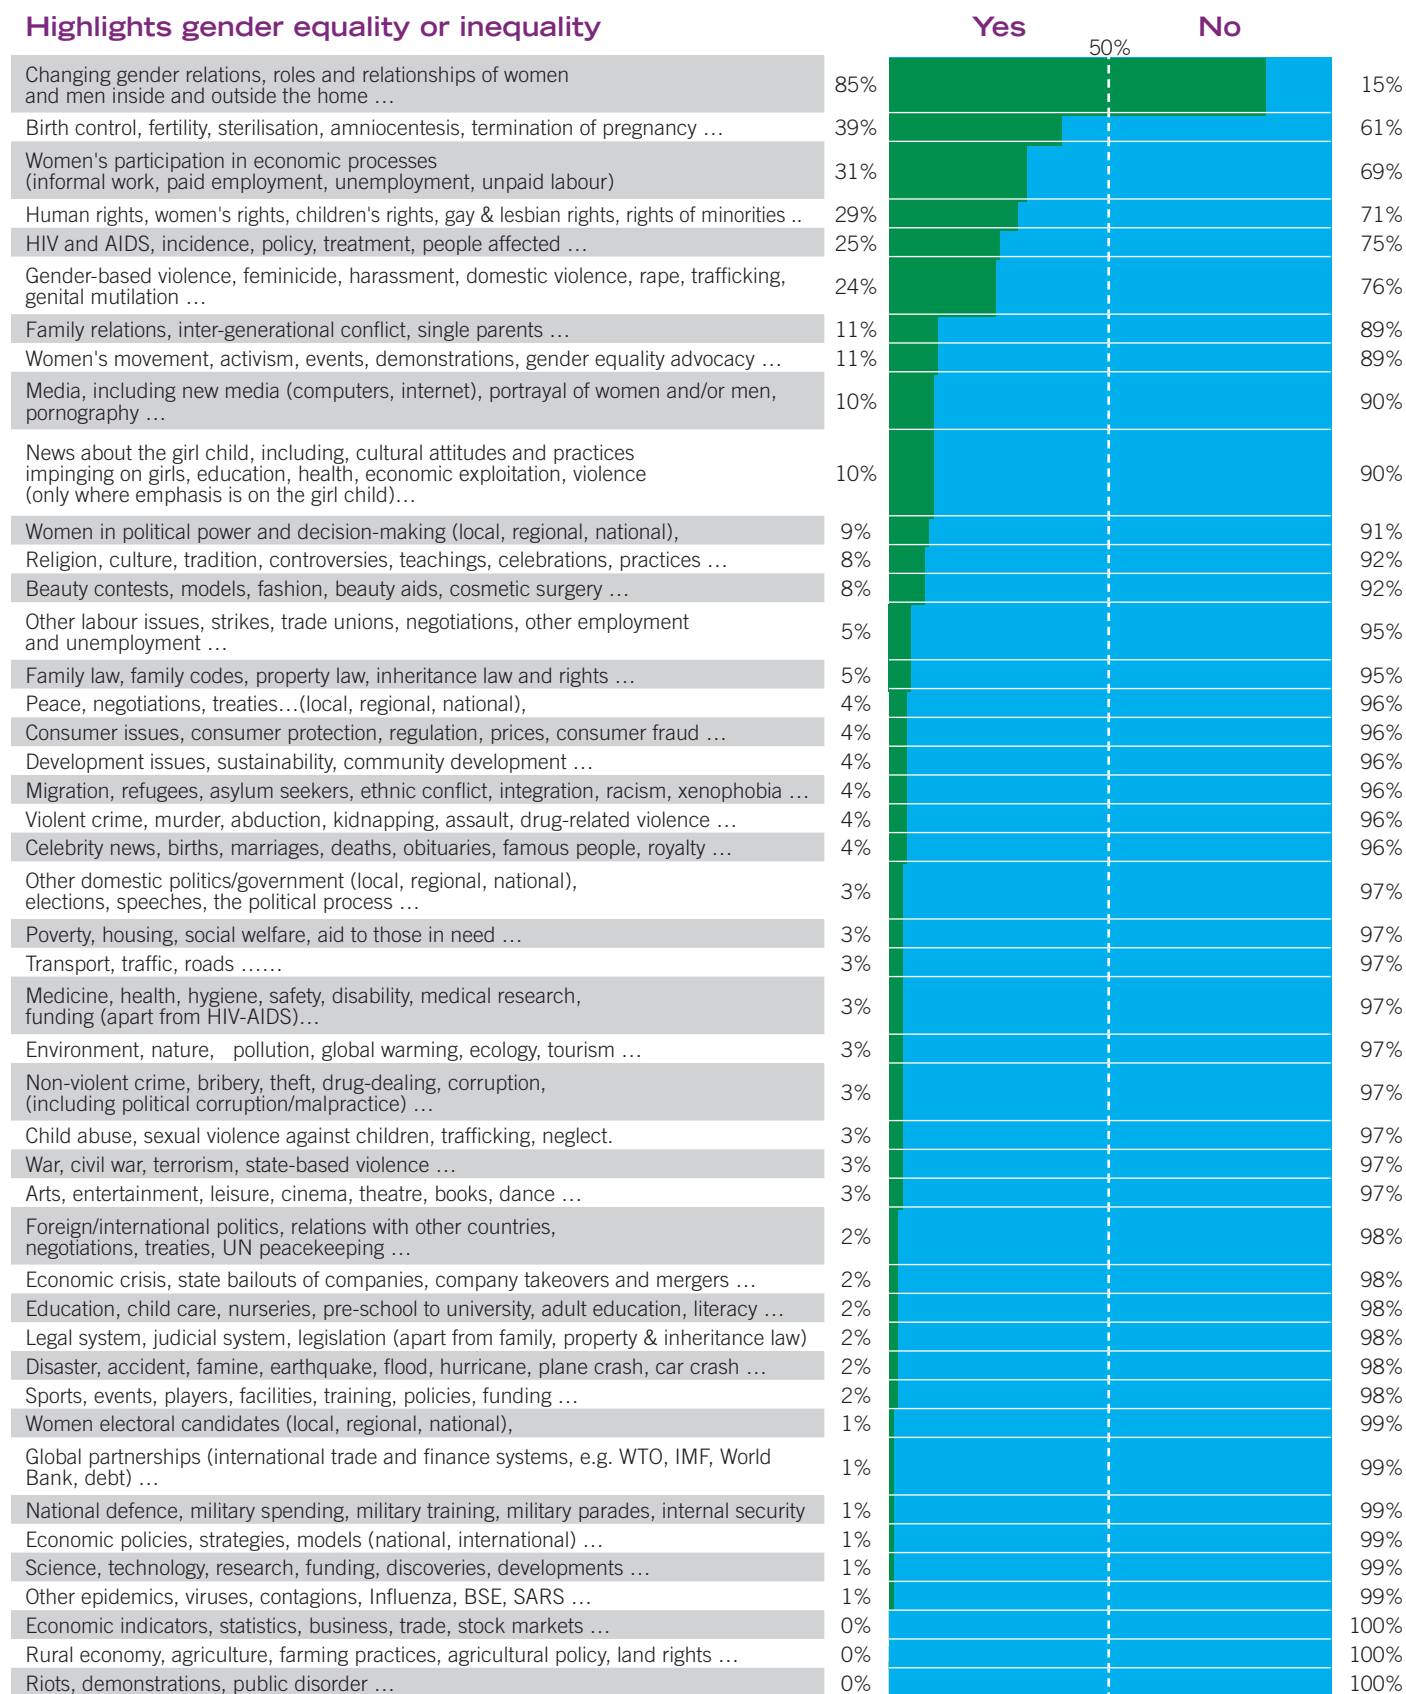 Highlights gender equality or inequality Yes No
50%
Changing gender relations, roles and relationships of women
and men inside and outside the home … 85% 15%
Birth control, fertility, sterilisation, amniocentesis, termination of pregnancy … 39% 61%
Women's participation in economic processes
(informal work, paid employment, unemployment, unpaid labour) 31% 69%
Human rights, women's rights, children's rights, gay & lesbian rights, rights of minorities .. 29% 71%
HIV and AIDS, incidence, policy, treatment, people affected … 25% 75%
Gender-based violence, feminicide, harassment, domestic violence, rape, trafficking,
genital mutilation … 24% 76%
Family relations, inter-generational conflict, single parents … 11% 89%
Women's movement, activism, events, demonstrations, gender equality advocacy … 11% 89%
Media, including new media (computers, internet), portrayal of women and/or men,
pornography … 10% 90%
News about the girl child, including, cultural attitudes and practices
impinging on girls, education, health, economic exploitation, violence 10% 90%
(only where emphasis is on the girl child)…
Women in political power and decision-making (local, regional, national), 9% 91%
Religion, culture, tradition, controversies, teachings, celebrations, practices … 8% 92%
Beauty contests, models, fashion, beauty aids, cosmetic surgery … 8% 92%
Other labour issues, strikes, trade unions, negotiations, other employment
and unemployment … 5% 95%
Family law, family codes, property law, inheritance law and rights … 5% 95%
Peace, negotiations, treaties…(local, regional, national), 4% 96%
Consumer issues, consumer protection, regulation, prices, consumer fraud … 4% 96%
Development issues, sustainability, community development … 4% 96%
Migration, refugees, asylum seekers, ethnic conflict, integration, racism, xenophobia … 4% 96%
Violent crime, murder, abduction, kidnapping, assault, drug-related violence … 4% 96%
Celebrity news, births, marriages, deaths, obituaries, famous people, royalty … 4% 96%
Other domestic politics/government (local, regional, national),
elections, speeches, the political process … 3% 97%
Poverty, housing, social welfare, aid to those in need … 3% 97%
Transport, traffic, roads …… 3% 97%
Medicine, health, hygiene, safety, disability, medical research,
funding (apart from HIV-AIDS)… 3% 97%
Environment, nature, pollution, global warming, ecology, tourism … 3% 97%
Non-violent crime, bribery, theft, drug-dealing, corruption,
(including political corruption/malpractice) … 3% 97%
Child abuse, sexual violence against children, trafficking, neglect. 3% 97%
War, civil war, terrorism, state-based violence … 3% 97%
Arts, entertainment, leisure, cinema, theatre, books, dance … 3% 97%
Foreign/international politics, relations with other countries,
negotiations, treaties, UN peacekeeping … 2% 98%
Economic crisis, state bailouts of companies, company takeovers and mergers … 2% 98%
Education, child care, nurseries, pre-school to university, adult education, literacy … 2% 98%
Legal system, judicial system, legislation (apart from family, property & inheritance law) 2% 98%
Disaster, accident, famine, earthquake, flood, hurricane, plane crash, car crash … 2% 98%
Sports, events, players, facilities, training, policies, funding … 2% 98%
Women electoral candidates (local, regional, national), 1% 99%
Global partnerships (international trade and finance systems, e.g. WTO, IMF, World
Bank, debt) … 1% 99%
National defence, military spending, military training, military parades, internal security 1% 99%
Economic policies, strategies, models (national, international) … 1% 99%
Science, technology, research, funding, discoveries, developments … 1% 99%
Other epidemics, viruses, contagions, Influenza, BSE, SARS … 1% 99%
Economic indicators, statistics, business, trade, stock markets … 0% 100%
Rural economy, agriculture, farming practices, agricultural policy, land rights … 0% 100%
Riots, demonstrations, public disorder … 0% 100%